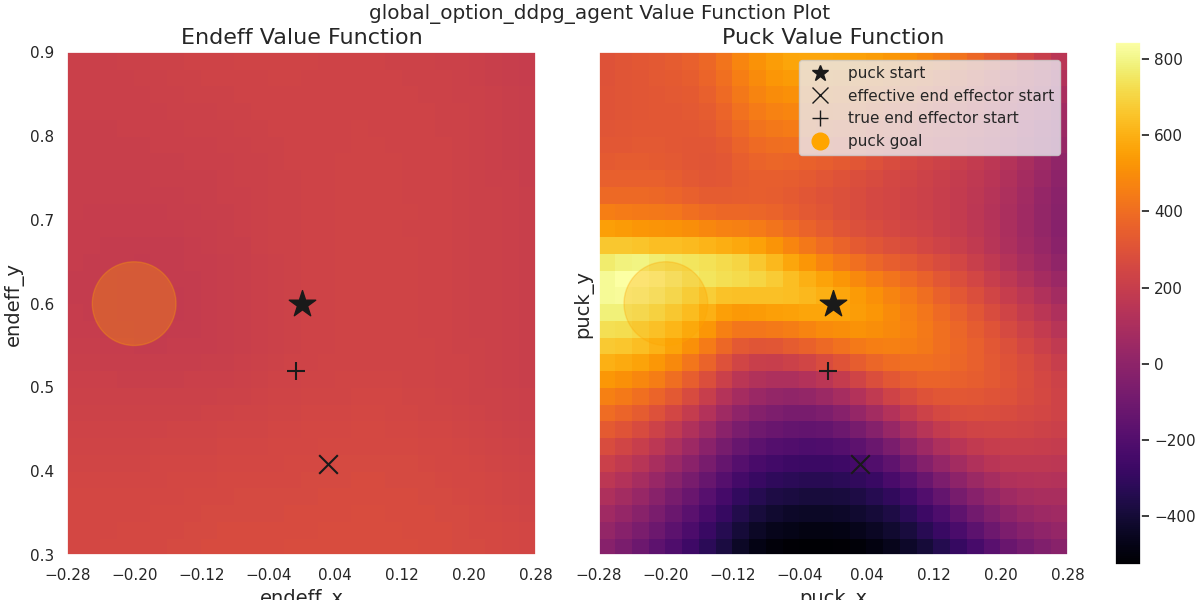 global_option_ddpg_agent Value Function Plot
Endeff Value Function
Puck Value Function
0.9
0.8
0.7
0.6
0.5
0.4
0.3
endeff_y
−0.28 −0.20 −0.12 −0.04 0.04 0.12 0.20 0.28
endeff_x
puck start
effective end effector start
true end effector start
puck goal
puck_y
−0.28 −0.20 −0.12 −0.04 0.04 0.12 0.20 0.28
puck_x
800
600
400
200
0
−200
−400